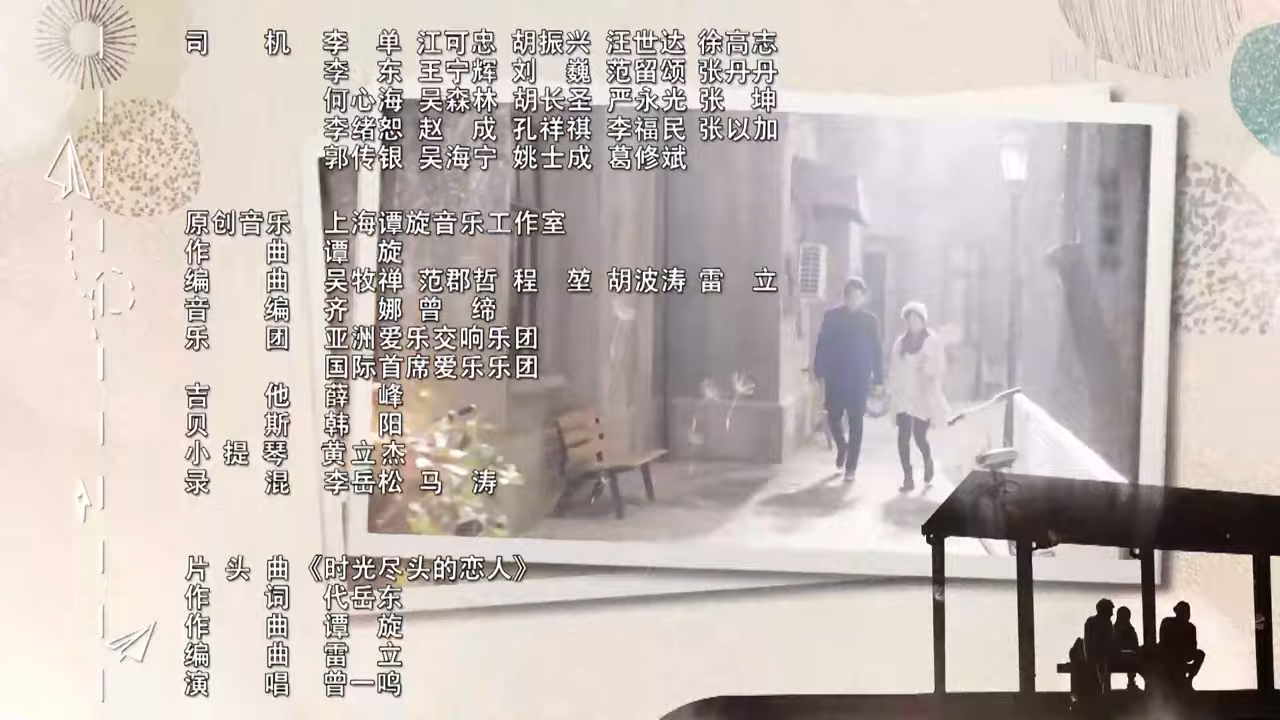 司机 李单 江可忠 胡振兴 汪世达 徐高志
李东 王宁辉 刘巍 范留颂 张丹丹
何心海 吴森林 胡长圣 严永光 张坤
李绪恕 赵成 孔祥祺 李福民 张以加
郭传银 吴海宁 姚士成 葛修斌
原创音乐 上海谭旋音乐工作室
作曲 谭旋
编曲 吴牧禅 范郡哲 程堃 胡波涛 雷立
音编 齐娜 曾缔
乐团 亚洲爱乐交响乐团
国际首席爱乐乐团
吉他 薛峰
贝斯 韩阳
小提琴 黄立杰
录混 李岳松 马涛
片头曲 《时光尽头的恋人》
作词 代岳东
作曲 谭旋
编曲 雷立
演唱 曾一鸣